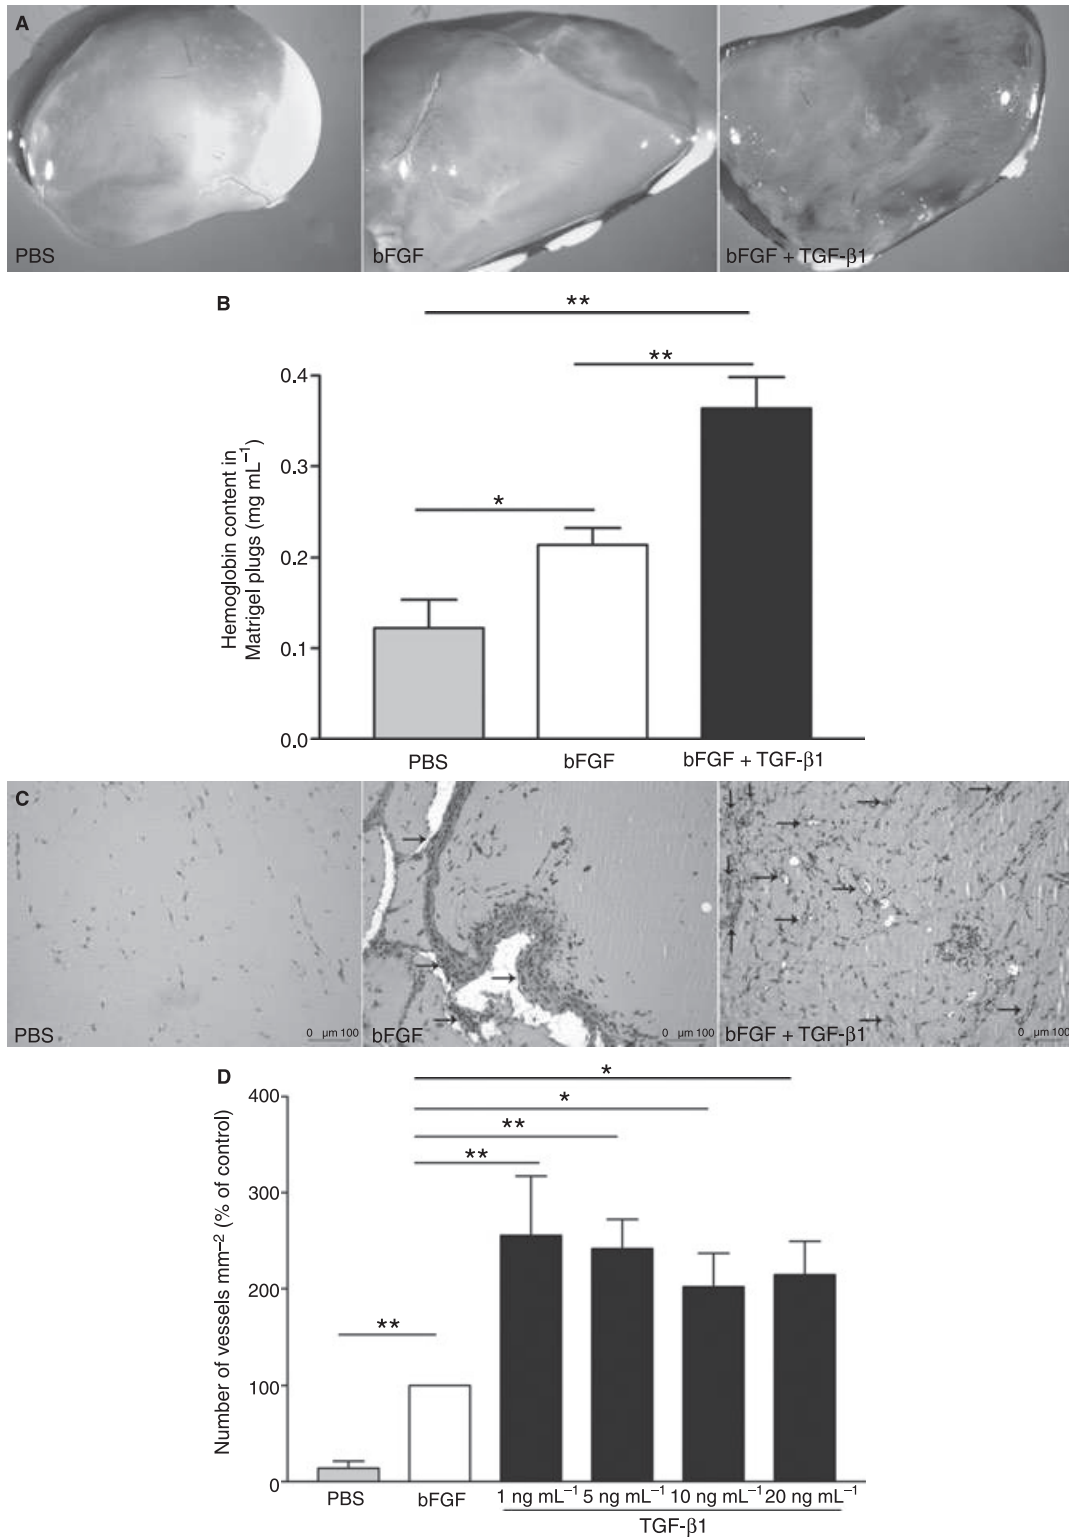 A
PBS
bFGF
bFGF + TGF-β1
B
**
**
*
Hemoglobin content in
Matrigel plugs (mg mL⁻¹)
0.4
0.3
0.2
0.1
0.0
PBS
bFGF
bFGF + TGF-β1
C
PBS
0 μm 100
bFGF
0 μm 100
bFGF + TGF-β1
0 μm 100
D
*
*
**
**
**
Number of vessels mm⁻² (% of control)
400
300
200
100
0
PBS
bFGF
1 ng mL⁻¹ 5 ng mL⁻¹ 10 ng mL⁻¹ 20 ng mL⁻¹
TGF-β1